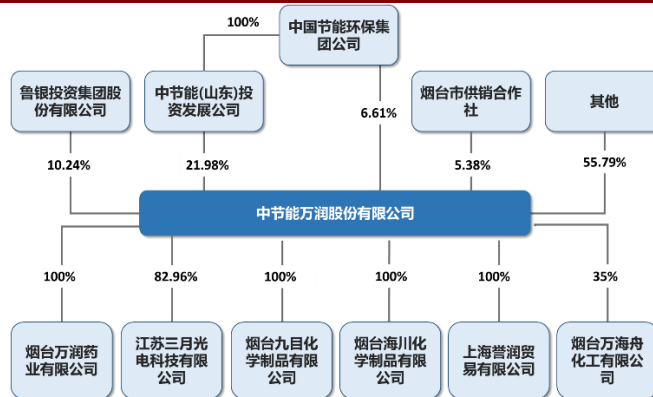 100%
中国节能环保集
团公司
鲁银投资集团股
份有限公司
中节能(山东)投
资发展公司
6.61%
烟台市供销合作
社
其他
10.24%
21.98%
5.38%
55.79%
中节能万润股份有限公司
100%
82.96%
100%
100%
100%
35%
烟台万润药
业有限公司
江苏三月光
电科技有限
公司
烟台九目化
学制品有限
公司
烟台海川化
学制品有限
公司
上海誉润贸
易有限公司
烟台万海舟
化工有限公
司